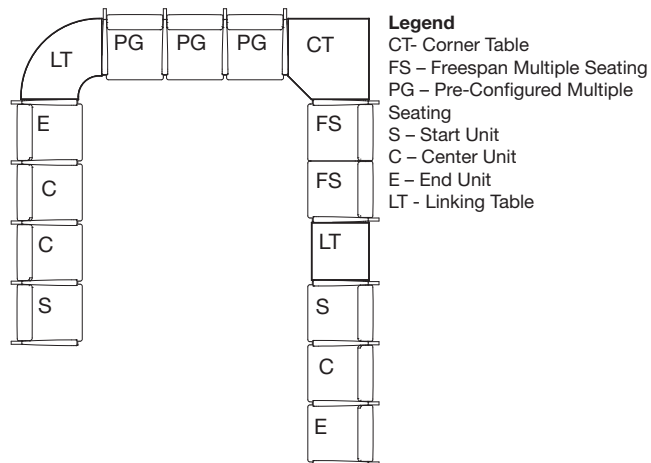 LT
PG
PG
PG
CT
E
C
C
S
FS
FS
LT
S
C
E
Legend
CT- Corner Table
FS – Freespan Multiple Seating
PG – Pre-Configured Multiple
Seating
S – Start Unit
C – Center Unit
E – End Unit
LT - Linking Table